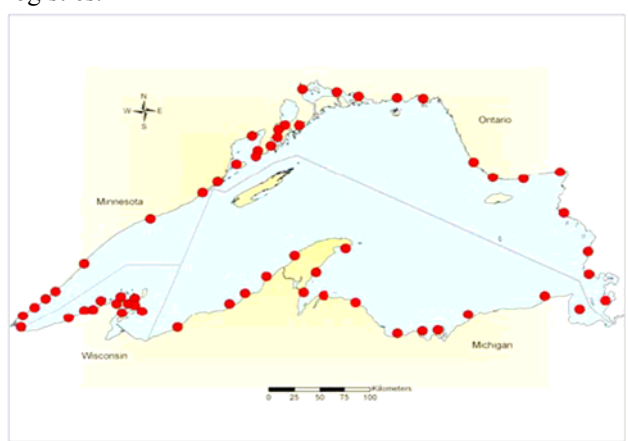 N
W E
S
Ontario
Minnesota
Wisconsin
Michigan
Kilometers
0 25 50 75 100